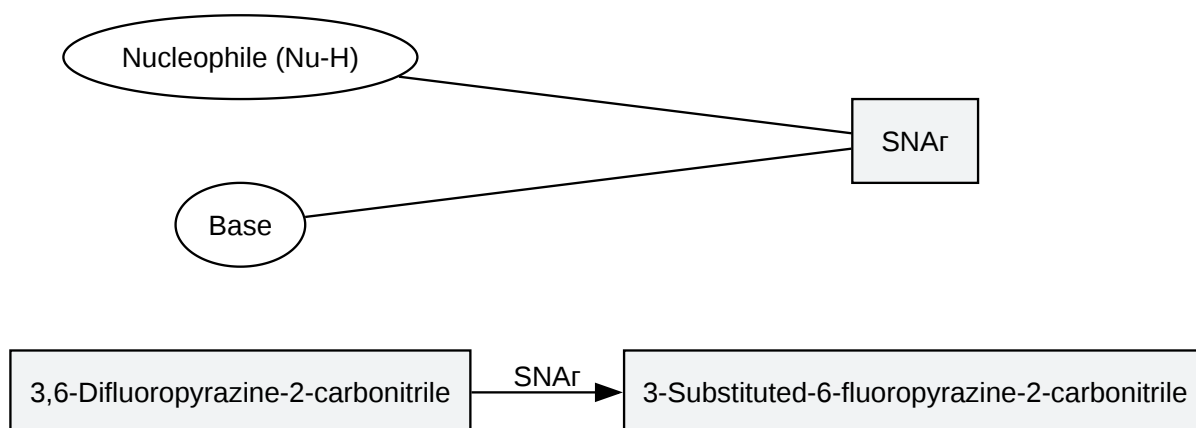 Nucleophile (Nu-H)
SNAr
Base
SNAr
3,6-Difluoropyrazine-2-carbonitrile
3-Substituted-6-fluoropyrazine-2-carbonitrile